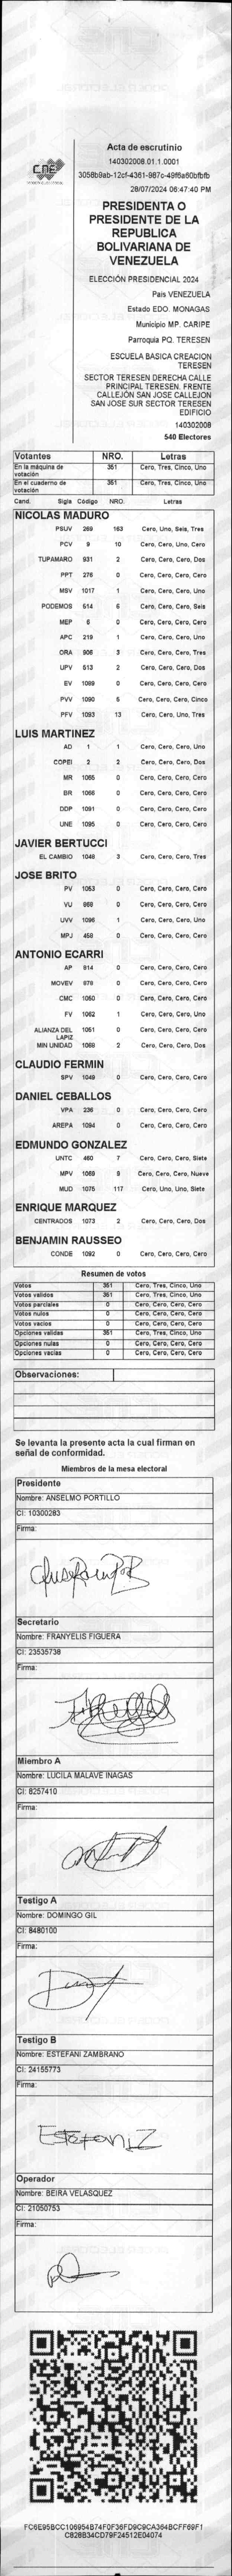 CNE
Acta de escrutinio
140302008.01.1.0001
3058b9ab-12cf-4361-987c-49f6a60bfbfb
28/07/2024 06:47:40 PM
PRESIDENTA O
PRESIDENTE DE LA
REPUBLICA
BOLIVARIANA DE
VENEZUELA
ELECCIÓN PRESIDENCIAL 2024
Pais VENEZUELA
Estado EDO. MONAGAS
Municipio MP. CARIPE
Parroquia PQ. TERESEN
ESCUELA BASICA CREACION
TERESEN
SECTOR TERESEN DERECHA CALLE
PRINCIPAL TERESEN. FRENTE
CALLEJÓN SAN JOSE CALLEJON
SAN JOSE SUR SECTOR TERESEN
EDIFICIO
140302008
540 Electores
Votantes NRO. Letras
En la máquina de votación 351 Cero, Tres, Cinco, Uno
En el cuaderno de votación 351 Cero, Tres, Cinco, Uno
Cand. Sigla Código NRO. Letras
NICOLAS MADURO
PSUV 269 163 Cero, Uno, Seis, Tres
PCV 9 10 Cero, Cero, Uno, Cero
TUPAMARO 931 2 Cero, Cero, Cero, Dos
PPT 276 0 Cero, Cero, Cero, Cero
MSV 1017 1 Cero, Cero, Cero, Uno
PODEMOS 514 6 Cero, Cero, Cero, Seis
MEP 6 0 Cero, Cero, Cero, Cero
APC 219 1 Cero, Cero, Cero, Uno
ORA 906 3 Cero, Cero, Cero, Tres
UPV 513 2 Cero, Cero, Cero, Dos
EV 1089 0 Cero, Cero, Cero, Cero
PVV 1090 5 Cero, Cero, Cero, Cinco
PFV 1093 13 Cero, Cero, Uno, Tres
LUIS MARTINEZ
AD 1 1 Cero, Cero, Cero, Uno
COPEI 2 2 Cero, Cero, Cero, Dos
MR 1065 0 Cero, Cero, Cero, Cero
BR 1066 0 Cero, Cero, Cero, Cero
DDP 1091 0 Cero, Cero, Cero, Cero
UNE 1095 0 Cero, Cero, Cero, Cero
JAVIER BERTUCCI
EL CAMBIO 1048 3 Cero, Cero, Cero, Tres
JOSE BRITO
PV 1053 0 Cero, Cero, Cero, Cero
VU 868 0 Cero, Cero, Cero, Cero
UVV 1096 1 Cero, Cero, Cero, Uno
MPJ 458 0 Cero, Cero, Cero, Cero
ANTONIO ECARRI
AP 814 0 Cero, Cero, Cero, Cero
MOVEV 878 0 Cero, Cero, Cero, Cero
CMC 1050 0 Cero, Cero, Cero, Cero
FV 1062 1 Cero, Cero, Cero, Uno
ALIANZA DEL LAPIZ 1051 0 Cero, Cero, Cero, Cero
MIN UNIDAD 1068 2 Cero, Cero, Cero, Dos
CLAUDIO FERMIN
SPV 1049 0 Cero, Cero, Cero, Cero
DANIEL CEBALLOS
VPA 236 0 Cero, Cero, Cero, Cero
AREPA 1094 0 Cero, Cero, Cero, Cero
EDMUNDO GONZALEZ
UNTC 460 7 Cero, Cero, Cero, Siete
MPV 1069 9 Cero, Cero, Cero, Nueve
MUD 1075 117 Cero, Uno, Uno, Siete
ENRIQUE MARQUEZ
CENTRADOS 1073 2 Cero, Cero, Cero, Dos
BENJAMIN RAUSSEO
CONDE 1092 0 Cero, Cero, Cero, Cero
Resumen de votos
Votos 351 Cero, Tres, Cinco, Uno
Votos validos 351 Cero, Tres, Cinco, Uno
Votos parciales 0 Cero, Cero, Cero, Cero
Votos nulos 0 Cero, Cero, Cero, Cero
Votos vacios 0 Cero, Cero, Cero, Cero
Opciones validas 351 Cero, Tres, Cinco, Uno
Opciones nulas 0 Cero, Cero, Cero, Cero
Opciones vacias 0 Cero, Cero, Cero, Cero
Observaciones:
Se levanta la presente acta la cual firman en
señal de conformidad.
Miembros de la mesa electoral
Presidente
Nombre: ANSELMO PORTILLO
CI: 10300283
Firma:
Secretario
Nombre: FRANYELIS FIGUERA
CI: 23535738
Firma:
Miembro A
Nombre: LUCILA MALAVE INAGAS
CI: 8257410
Firma:
Testigo A
Nombre: DOMINGO GIL
CI: 8480100
Firma:
Testigo B
Nombre: ESTEFANI ZAMBRANO
CI: 24155773
Firma:
Estefani Z
Operador
Nombre: BEIRA VELASQUEZ
CI: 21050753
Firma:
FC6E95BCC106954B74F0F36FD9C9CA364BCFF69F1
C828B34CD79F24512E04074